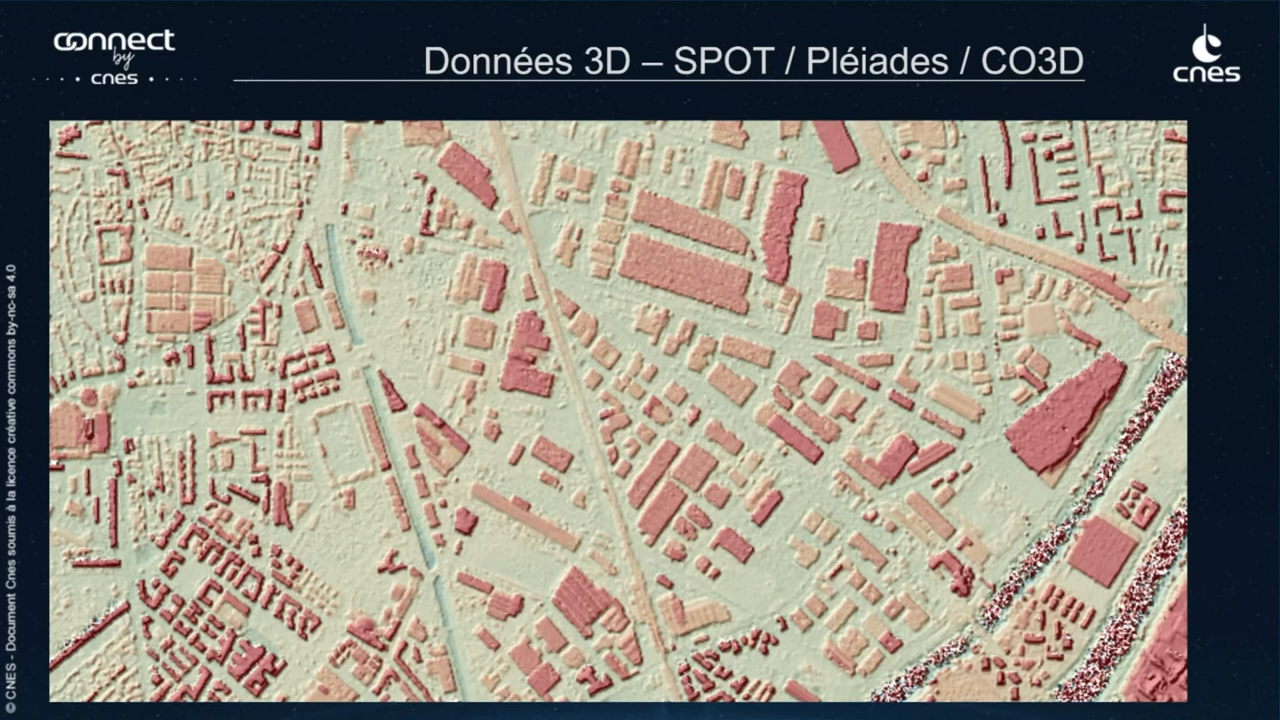 connect
by
cnes
Données 3D – SPOT / Pléiades / CO3D
cnes
© CNES - Document Cnes soumis à la licence créative commons by-nc-sa 4.0